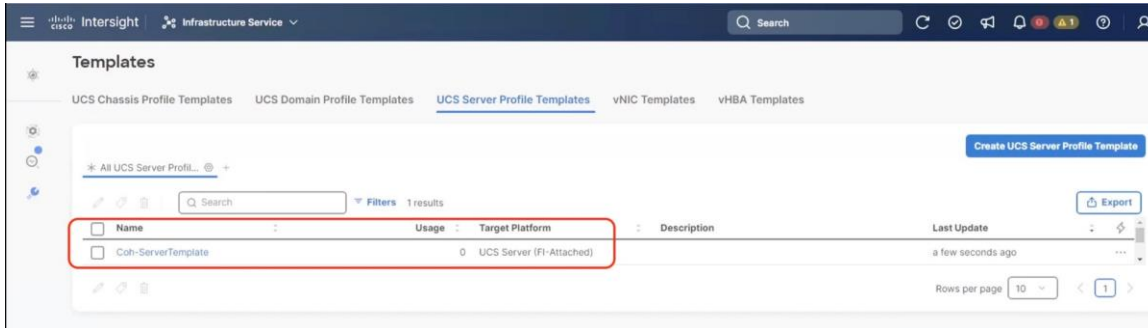 cisco Intersight Infrastructure Service Search 0 1
Templates
UCS Chassis Profile Templates UCS Domain Profile Templates UCS Server Profile Templates vNIC Templates vHBA Templates
Create UCS Server Profile Template
All UCS Server Profil... +
Search Filters 1 results Export
Name Usage Target Platform Description Last Update
Coh-ServerTemplate 0 UCS Server (FI-Attached) a few seconds ago ...
Rows per page 10 1